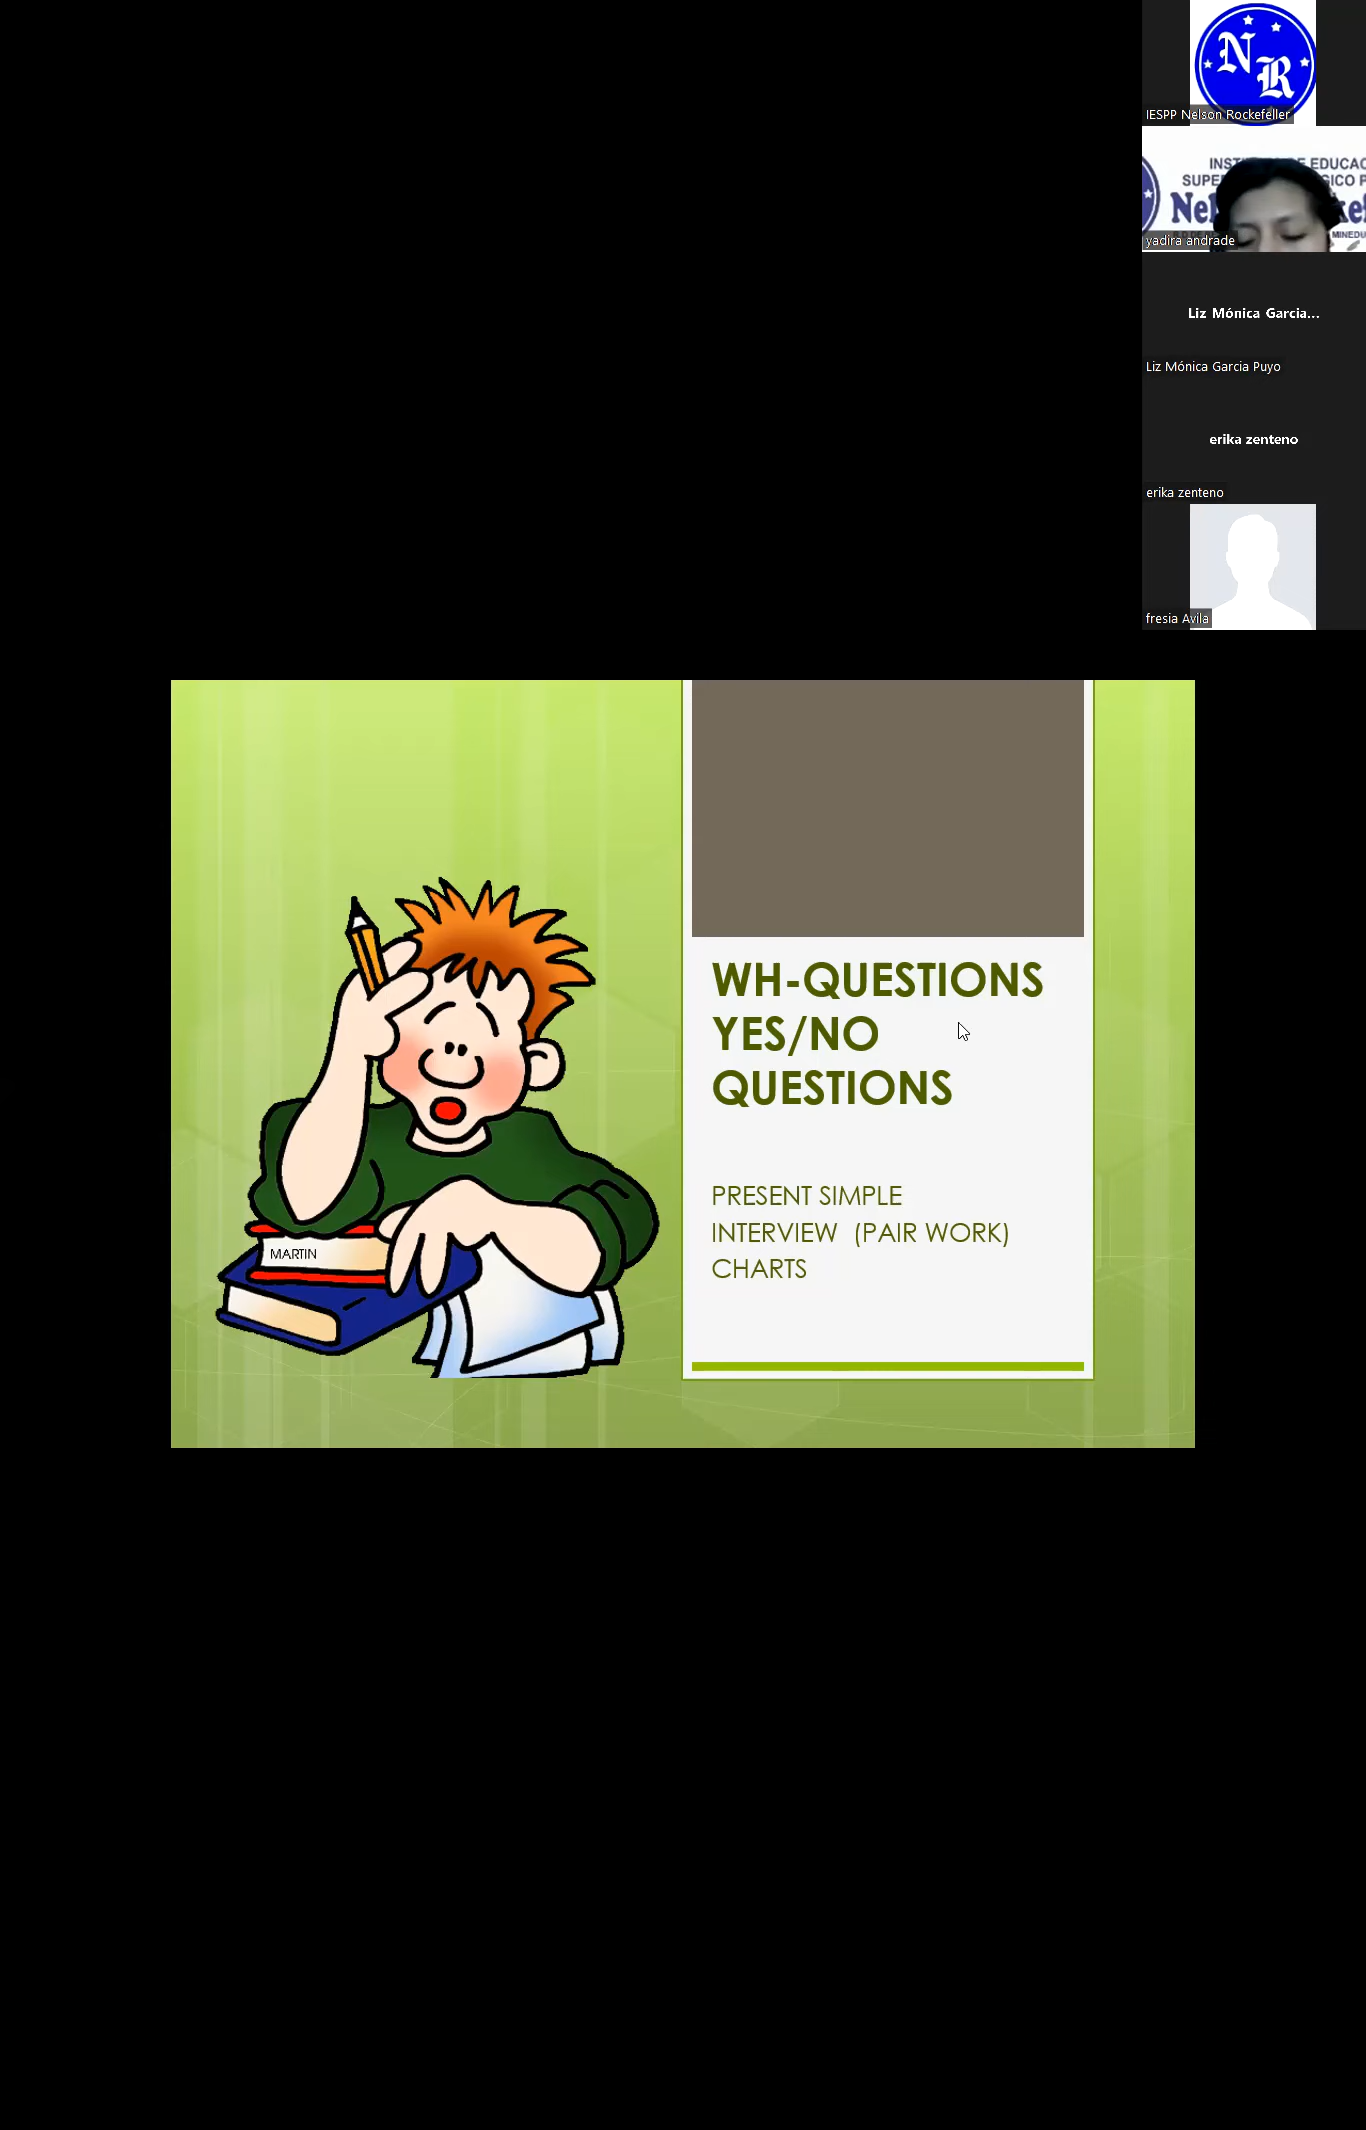 N R
IESPP Nelson Rockefeller
yadira andrade
Liz Mónica Garcia...
Liz Mónica Garcia Puyo
erika zenteno
erika zenteno
fresia Avila
WH-QUESTIONS
YES/NO
QUESTIONS
PRESENT SIMPLE
INTERVIEW (PAIR WORK)
CHARTS
MARTIN